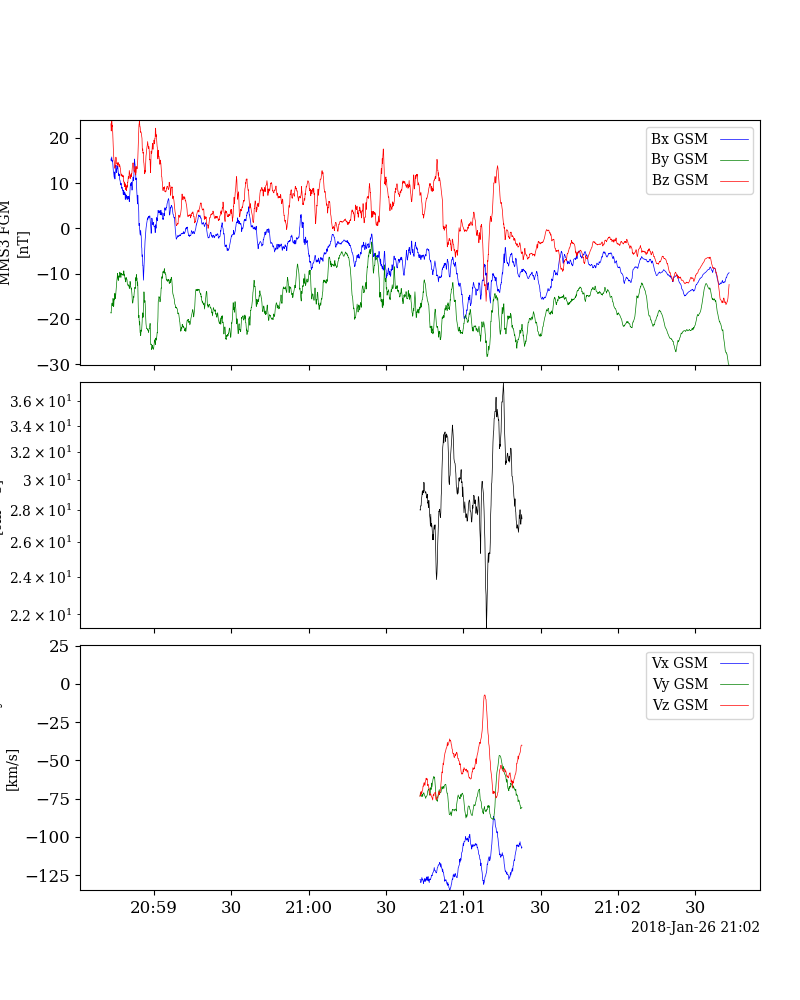 MMS3 FGM
[nT]
20
10
0
−10
−20
−30
Bx GSM
By GSM
Bz GSM
3.6 × 10¹
3.4 × 10¹
3.2 × 10¹
3 × 10¹
2.8 × 10¹
2.6 × 10¹
2.4 × 10¹
2.2 × 10¹
[km/s]
25
0
−25
−50
−75
−100
−125
Vx GSM
Vy GSM
Vz GSM
20:59 30 21:00 30 21:01 30 21:02 30
2018-Jan-26 21:02